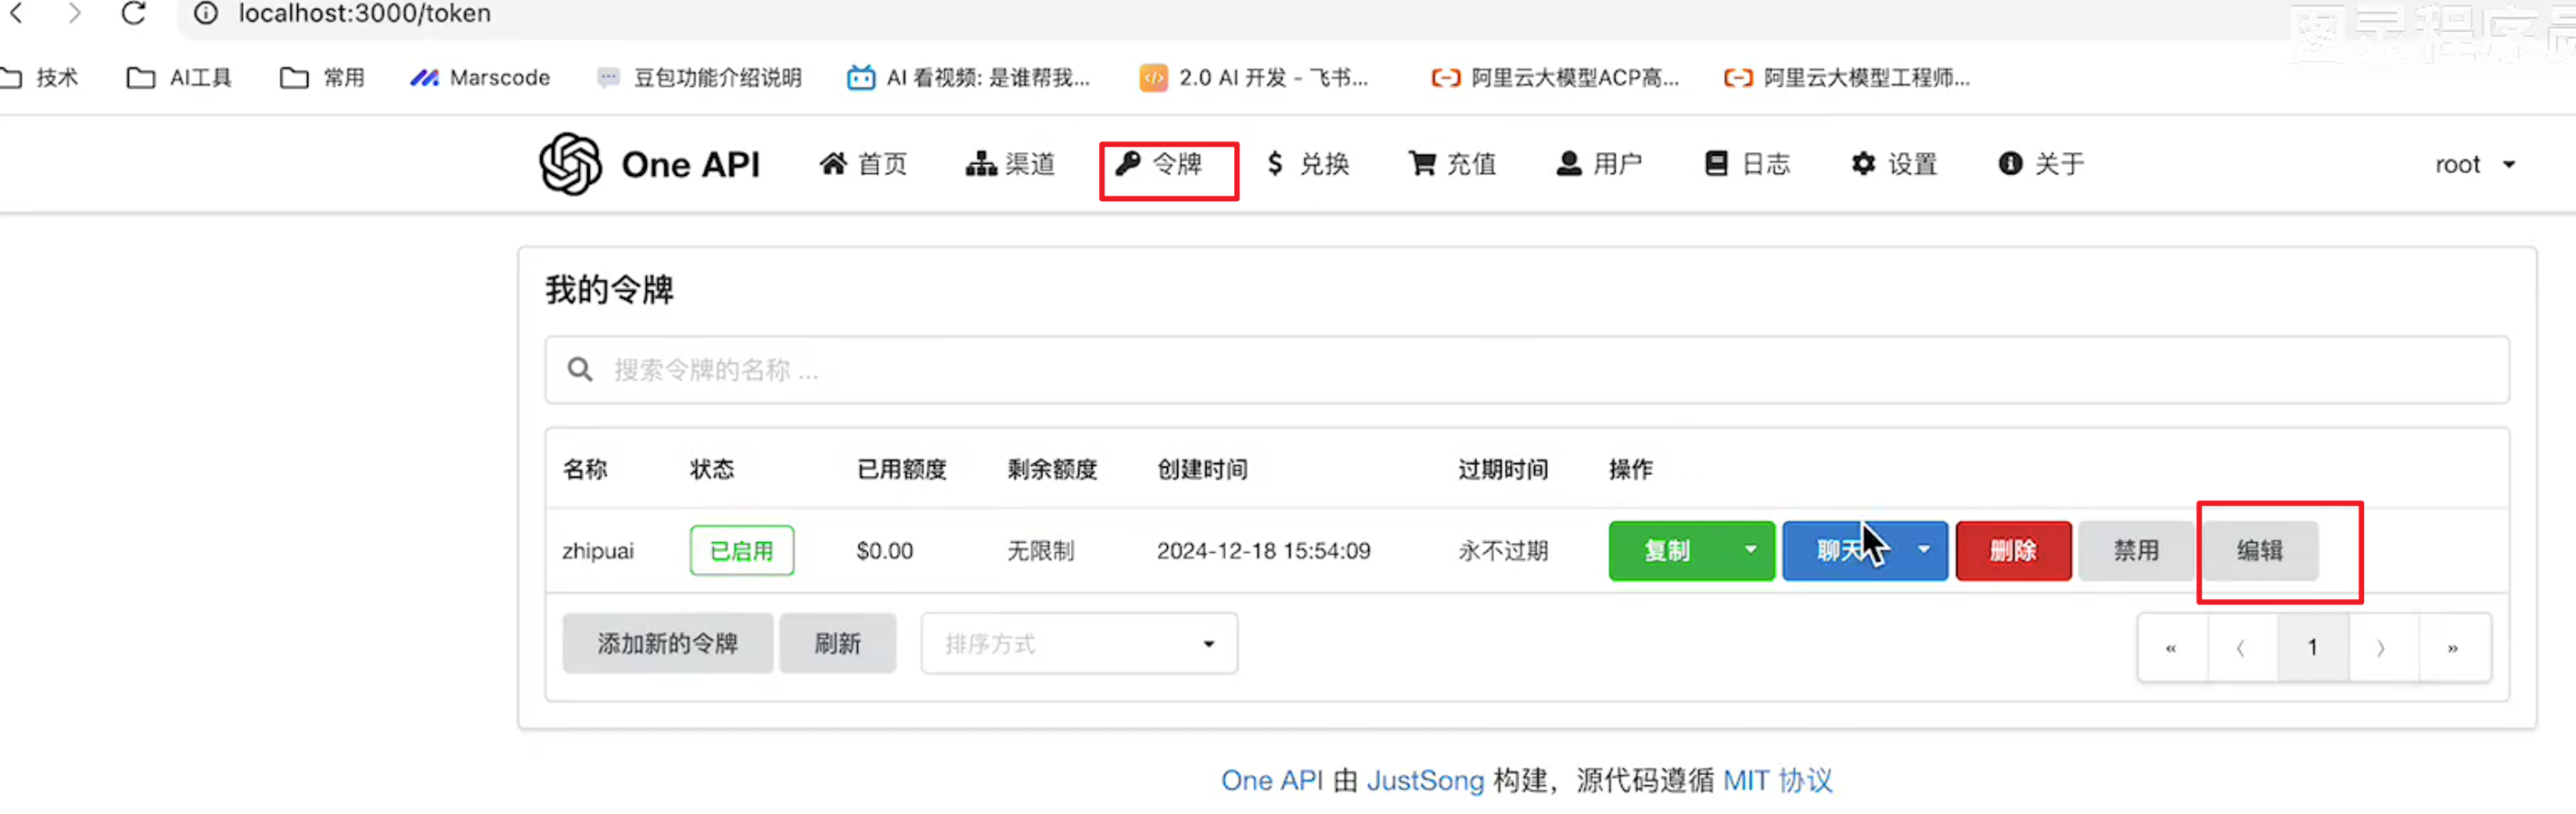 localhost:3000/token
技术 AI工具 常用 Marscode 豆包功能介绍说明 AI 看视频: 是谁帮我... 2.0 AI 开发 - 飞书... 阿里云大模型ACP高... 阿里云大模型工程师...
One API 首页 渠道 令牌 兑换 充值 用户 日志 设置 关于 root
我的令牌
搜索令牌的名称 ...
名称 状态 已用额度 剩余额度 创建时间 过期时间 操作
zhipuai 已启用 $0.00 无限制 2024-12-18 15:54:09 永不过期 复制 聊天 删除 禁用 编辑
添加新的令牌 刷新 排序方式 « ‹ 1 › »
One API 由 JustSong 构建，源代码遵循 MIT 协议